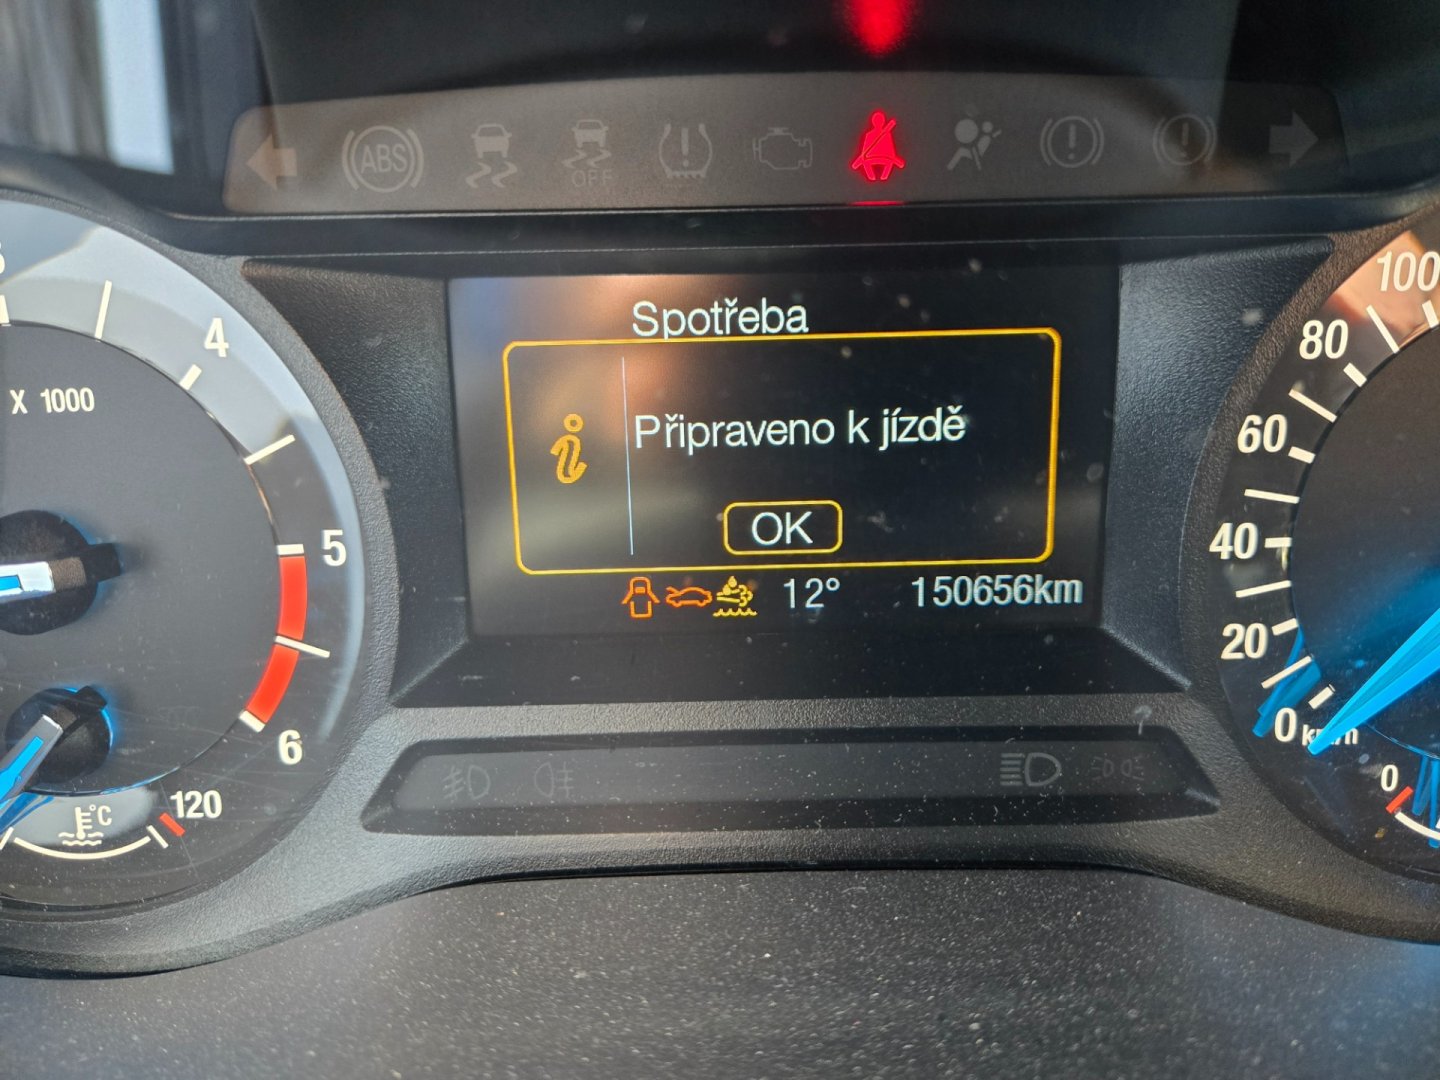 ABS
OFF
Spotřeba
Připraveno k jízdě
OK
12° 150656km
4
X 1000
5
6
°C
120
100
80
60
40
20
0 km/h
0